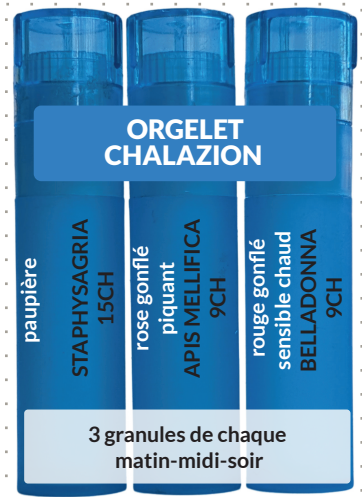 ORGELET
CHALAZION
paupière
STAPHYSAGRIA
15CH
rose gonflé
piquant
APIS MELLIFICA
9CH
rouge gonflé
sensible chaud
BELLADONNA
9CH
3 granules de chaque
matin-midi-soir